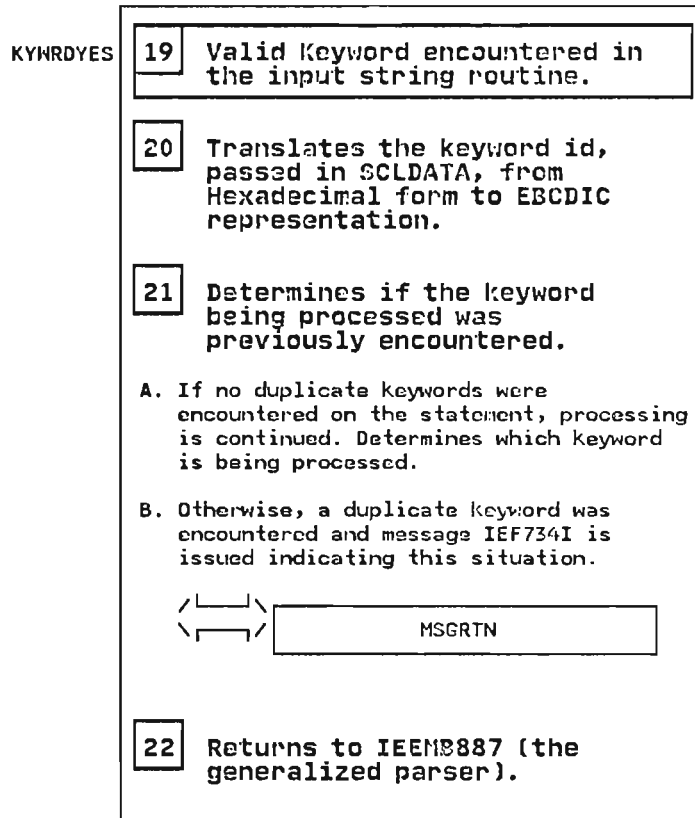 KYWRDYES 19 Valid Keyword encountered in
the input string routine.
20 Translates the keyword id,
passed in SCLDATA, from
Hexadecimal form to EBCDIC
representation.
21 Determines if the keyword
being processed was
previously encountered.
A. If no duplicate keywords were
encountered on the statement, processing
is continued. Determines which keyword
is being processed.
B. Otherwise, a duplicate keyword was
encountered and message IEF734I is
issued indicating this situation.
MSGRTN
22 Returns to IEEMB887 (the
generalized parser).